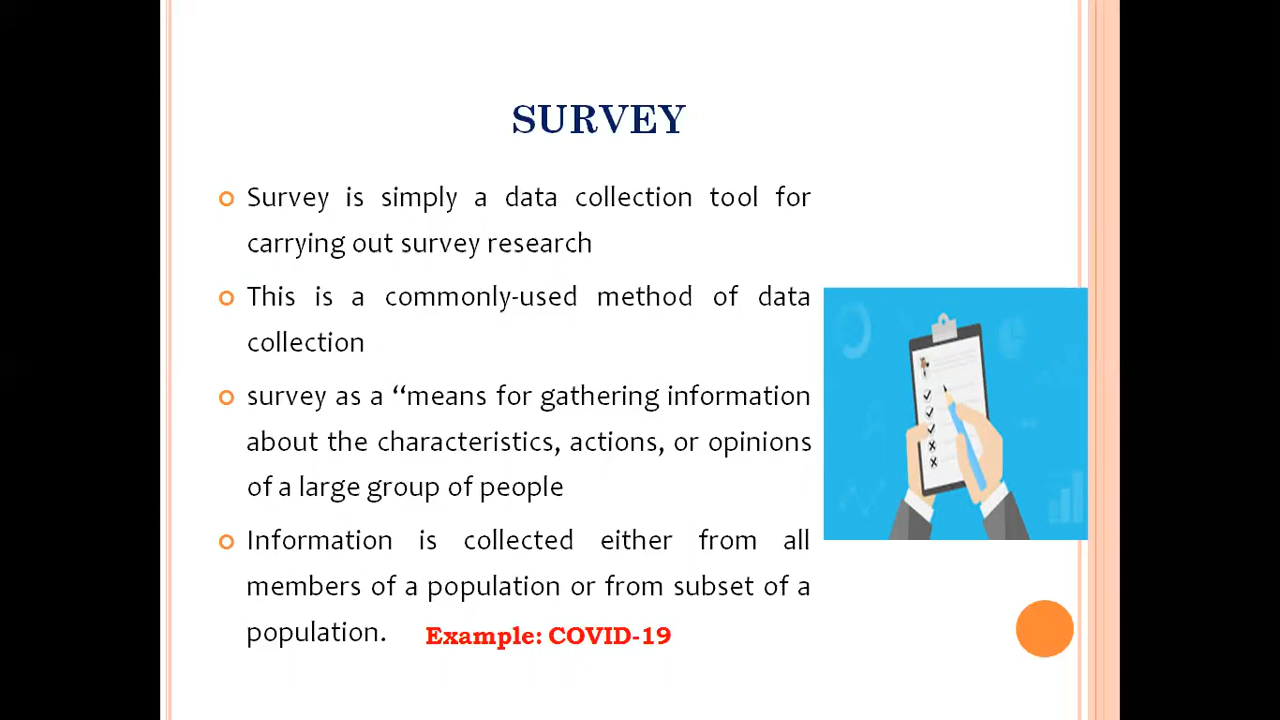 SURVEY
Survey is simply a data collection tool for
carrying out survey research
This is a commonly-used method of data
collection
survey as a “means for gathering information
about the characteristics, actions, or opinions
of a large group of people
Information is collected either from all
members of a population or from subset of a
population. Example: COVID-19